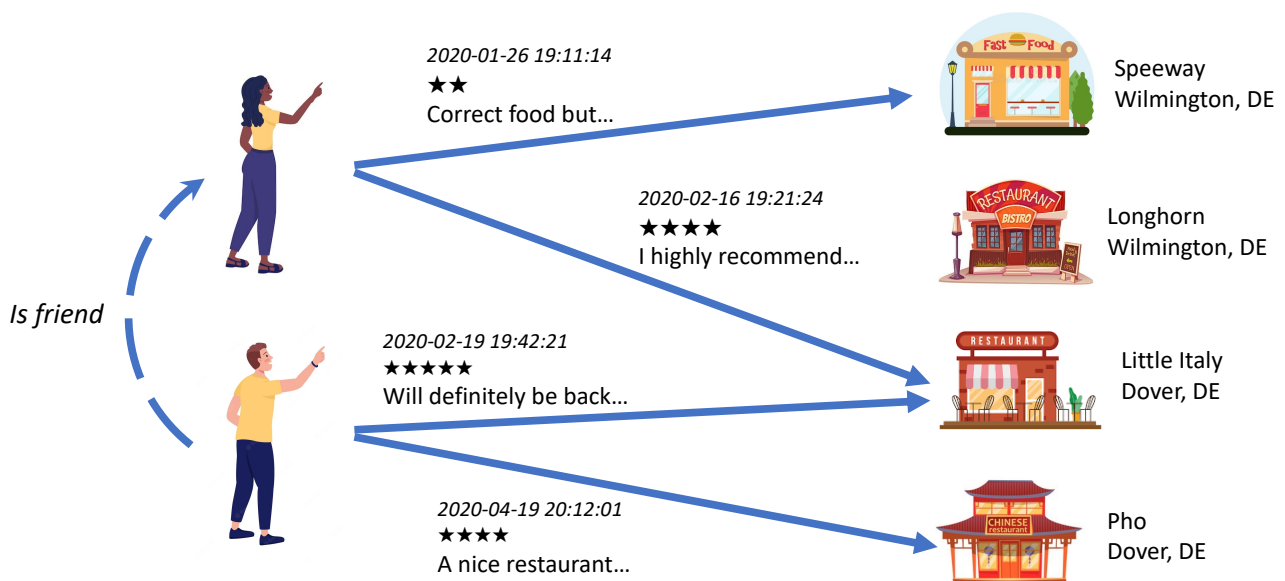 2020-01-26 19:11:14
★★
Correct food but...
Fast Food
Speeway
Wilmington, DE
2020-02-16 19:21:24
★★★★
I highly recommend...
RESTAURANT
BISTRO
OPEN
Longhorn
Wilmington, DE
Is friend
2020-02-19 19:42:21
★★★★★
Will definitely be back...
RESTAURANT
Little Italy
Dover, DE
2020-04-19 20:12:01
★★★★
A nice restaurant...
CHINESE
restaurant
Pho
Dover, DE